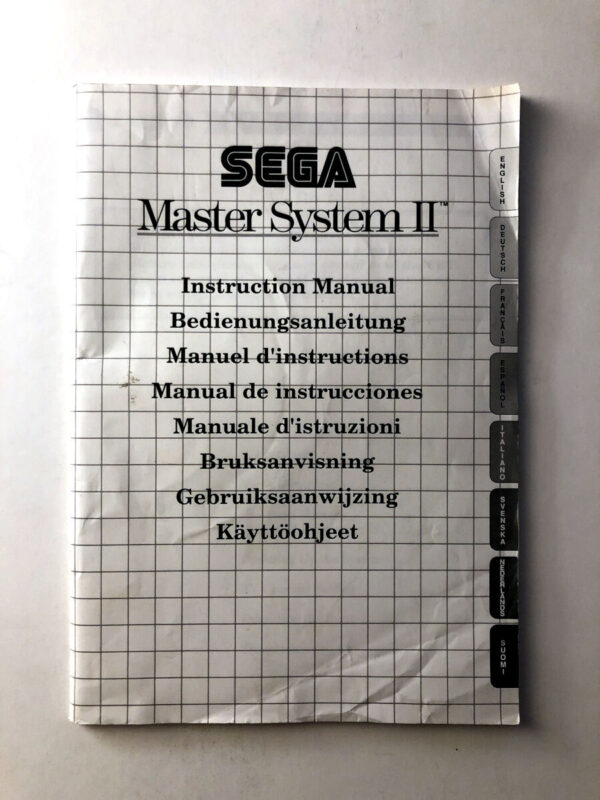 SEGA
Master System II™
Instruction Manual
Bedienungsanleitung
Manuel d'instructions
Manual de instrucciones
Manuale d'istruzioni
Bruksanvisning
Gebruiksaanwijzing
Käyttöohjeet
ENGLISH
DEUTSCH
FRANÇAIS
ESPAÑOL
ITALIANO
SVENSKA
NEDERLANDS
SUOMI